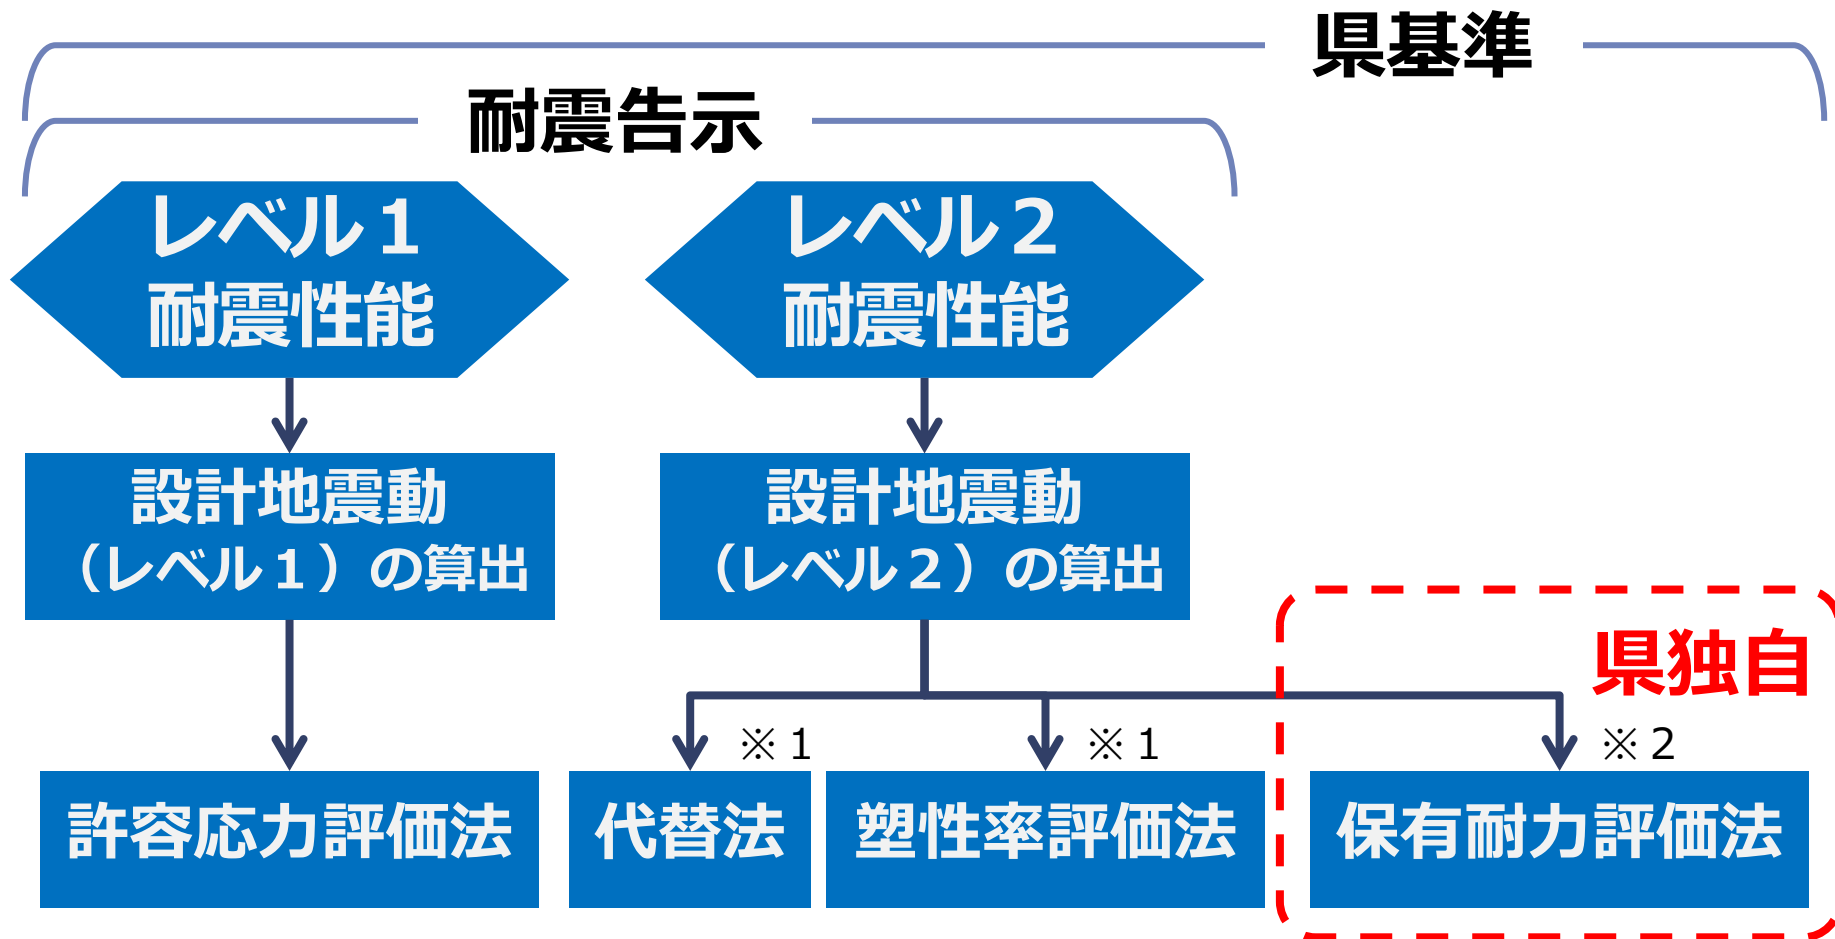 県基準
耐震告示
レベル１
耐震性能
レベル２
耐震性能
設計地震動
（レベル１）の算出
設計地震動
（レベル２）の算出
県独自
※１
※１
※２
許容応力評価法
代替法
塑性率評価法
保有耐力評価法